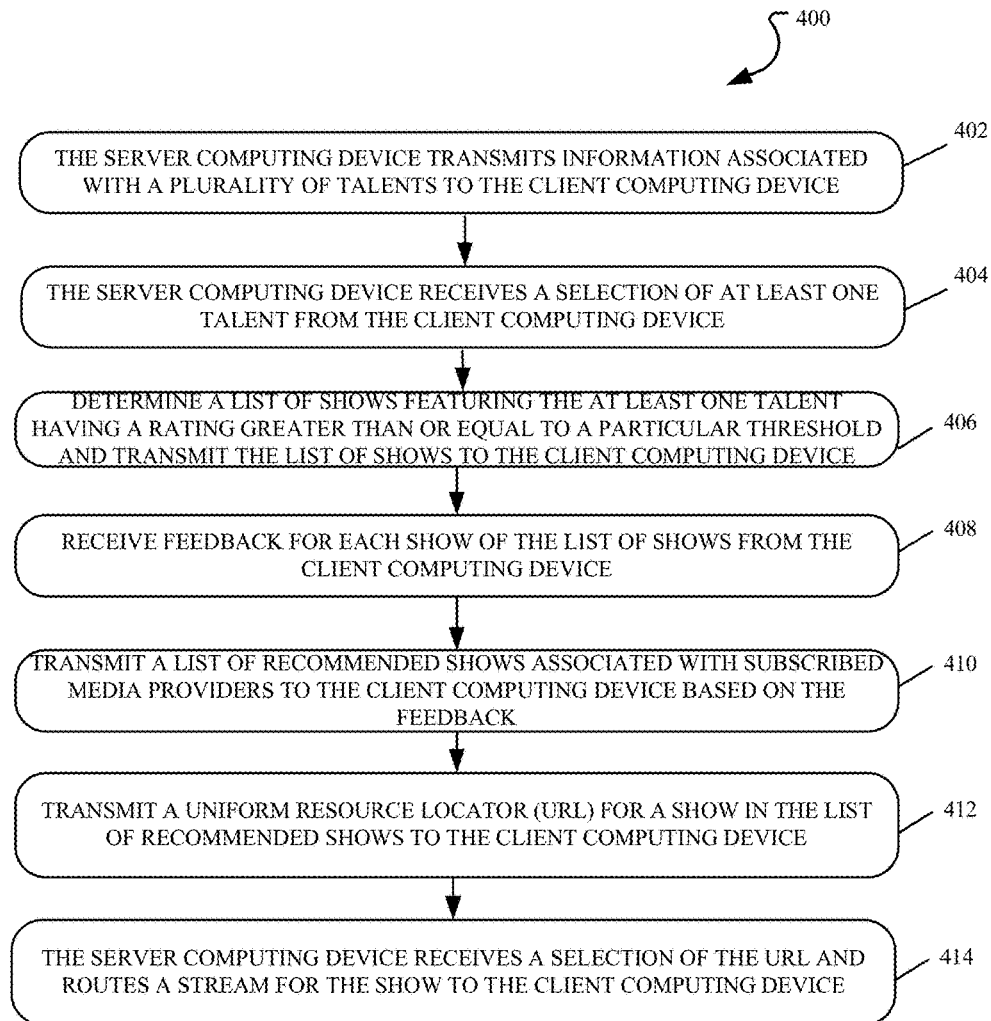 400
402
THE SERVER COMPUTING DEVICE TRANSMITS INFORMATION ASSOCIATED
WITH A PLURALITY OF TALENTS TO THE CLIENT COMPUTING DEVICE
404
THE SERVER COMPUTING DEVICE RECEIVES A SELECTION OF AT LEAST ONE
TALENT FROM THE CLIENT COMPUTING DEVICE
406
DETERMINE A LIST OF SHOWS FEATURING THE AT LEAST ONE TALENT
HAVING A RATING GREATER THAN OR EQUAL TO A PARTICULAR THRESHOLD
AND TRANSMIT THE LIST OF SHOWS TO THE CLIENT COMPUTING DEVICE
408
RECEIVE FEEDBACK FOR EACH SHOW OF THE LIST OF SHOWS FROM THE
CLIENT COMPUTING DEVICE
410
TRANSMIT A LIST OF RECOMMENDED SHOWS ASSOCIATED WITH SUBSCRIBED
MEDIA PROVIDERS TO THE CLIENT COMPUTING DEVICE BASED ON THE
FEEDBACK
412
TRANSMIT A UNIFORM RESOURCE LOCATOR (URL) FOR A SHOW IN THE LIST
OF RECOMMENDED SHOWS TO THE CLIENT COMPUTING DEVICE
414
THE SERVER COMPUTING DEVICE RECEIVES A SELECTION OF THE URL AND
ROUTES A STREAM FOR THE SHOW TO THE CLIENT COMPUTING DEVICE